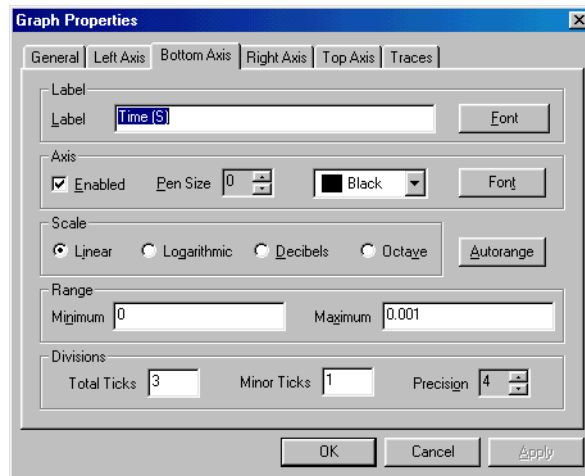 Graph Properties
General Left Axis Bottom Axis Right Axis Top Axis Traces
Label
Label Time (S) Font
Axis
Enabled Pen Size 0 Black Font
Scale
Linear Logarithmic Decibels Octave Autorange
Range
Minimum 0 Maximum 0.001
Divisions
Total Ticks 3 Minor Ticks 1 Precision 4
OK Cancel Apply